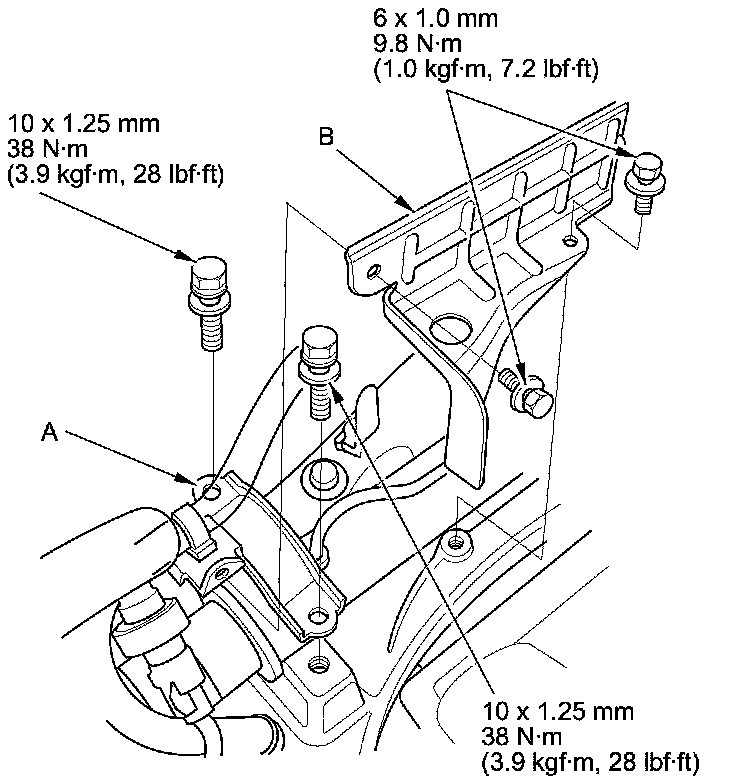 6 x 1.0 mm
9.8 N·m
(1.0 kgf·m, 7.2 lbf·ft)
10 x 1.25 mm
38 N·m
(3.9 kgf·m, 28 lbf·ft)
B
A
10 x 1.25 mm
38 N·m
(3.9 kgf·m, 28 lbf·ft)